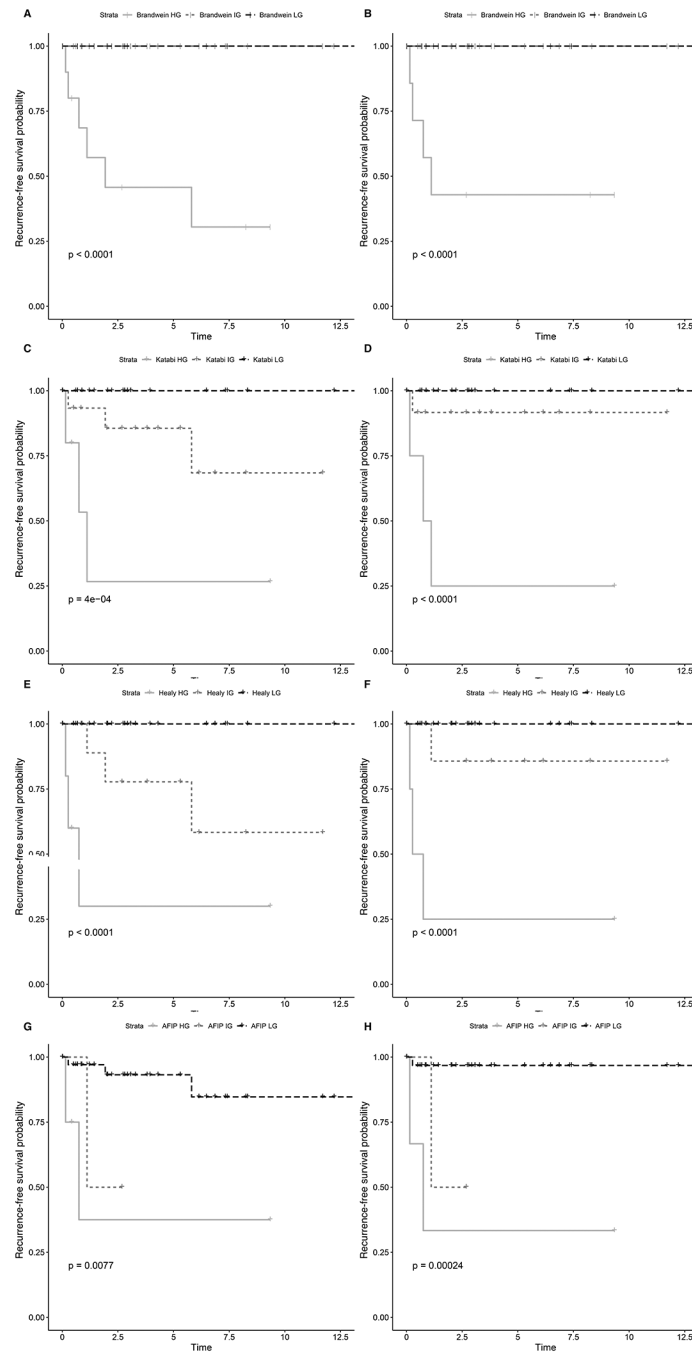 A
Strata Brandwein HG Brandwein IG Brandwein LG
1.00
0.75
0.50
0.25
0.00
Recurrence-free survival probability
p < 0.0001
0 2.5 5 7.5 10 12.5
Time
B
Strata Brandwein HG Brandwein IG Brandwein LG
1.00
0.75
0.50
0.25
0.00
Recurrence-fre survival probability
p < 0.0001
0 2.5 5 7.5 10 12.5
Time
C
Strata Katabi HG Katabi IG Katabi LG
1.00
0.75
0.50
0.25
0.00
Recurrence-free survival probability
p = 4e−04
0 2.5 5 7.5 10 12.5
D
Strata Katabi HG Katabi IG Katabi LG
1.00
0.75
0.50
0.25
0.00
Recurrence-free survival probability
p < 0.0001
0 2.5 5 7.5 10 12.5
E
Strata Healy HG Healy IG Healy LG
1.00
0.75
0.50
0.25
0.00
Recurrence-free survival probability
p < 0.0001
0 2.5 5 7.5 10 12.5
F
Strata Healy HG Healy IG Healy LG
1.00
0.75
0.50
0.25
0.00
Recurrence-free survival probability
p < 0.0001
0 2.5 5 7.5 10 12.5
G
Strata AFIP HG AFIP IG AFIP LG
1.00
0.75
0.50
0.25
0.00
Recurrence-free survival probability
p = 0.0077
0 2.5 5 7.5 10 12.5
Time
H
Strata AFIP HG AFIP IG AFIP LG
1.00
0.75
0.50
0.25
0.00
Recurrence-free survival probability
p = 0.00024
0 2.5 5 7.5 10 12.5
Time